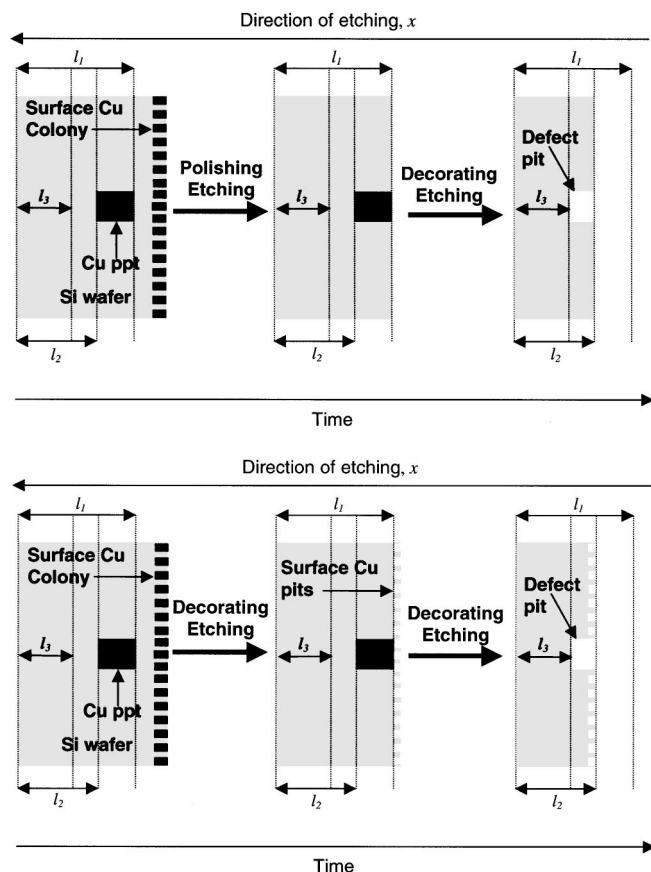 Direction of etching, x
l1
l1
l1
Surface Cu
Colony
Polishing
Etching
Decorating
Etching
Defect
pit
l3
l3
l3
Cu ppt
Si wafer
l2
l2
l2
Time
Direction of etching, x
l1
l1
l1
Surface Cu
Colony
Decorating
Etching
Surface Cu
pits
Decorating
Etching
Defect
pit
l3
l3
l3
Cu ppt
Si wafer
l2
l2
l2
Time